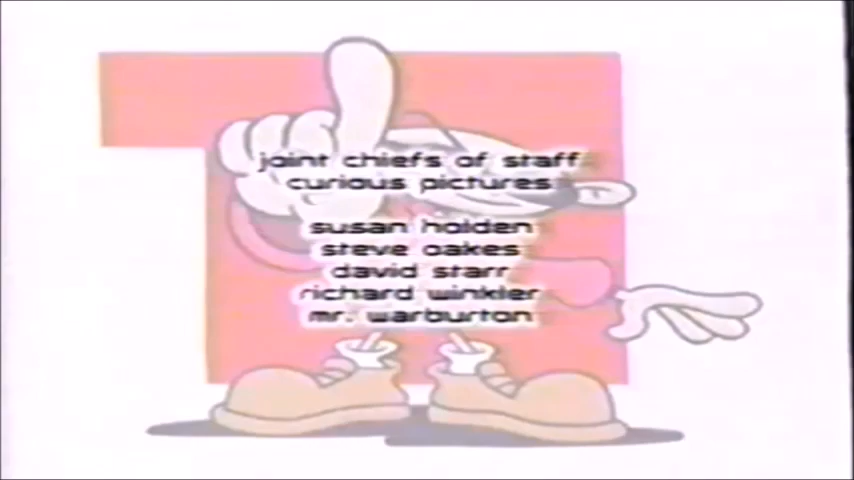 joint chiefs of staff
curious pictures
susan holden
steve oakes
david starr
richard winkler
mr. warburton